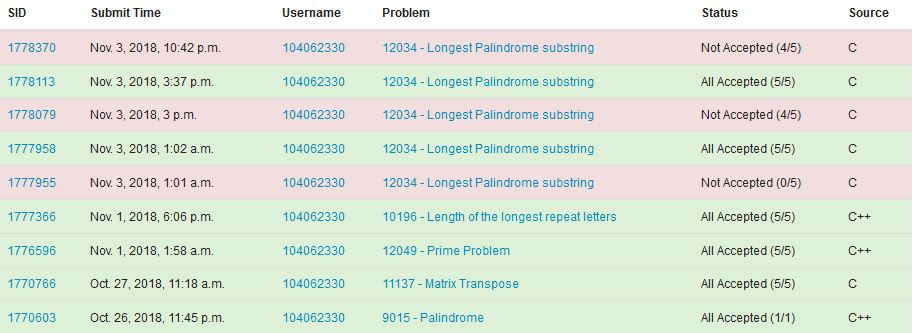 SID Submit Time Username Problem Status Source
1778370 Nov. 3, 2018, 10:42 p.m. 104062330 12034 - Longest Palindrome substring Not Accepted (4/5) C
1778113 Nov. 3, 2018, 3:37 p.m. 104062330 12034 - Longest Palindrome substring All Accepted (5/5) C
1778079 Nov. 3, 2018, 3 p.m. 104062330 12034 - Longest Palindrome substring Not Accepted (4/5) C
1777958 Nov. 3, 2018, 1:02 a.m. 104062330 12034 - Longest Palindrome substring All Accepted (5/5) C
1777955 Nov. 3, 2018, 1:01 a.m. 104062330 12034 - Longest Palindrome substring Not Accepted (0/5) C
1777366 Nov. 1, 2018, 6:06 p.m. 104062330 10196 - Length of the longest repeat letters All Accepted (5/5) C++
1776596 Nov. 1, 2018, 1:58 a.m. 104062330 12049 - Prime Problem All Accepted (5/5) C++
1770766 Oct. 27, 2018, 11:18 a.m. 104062330 11137 - Matrix Transpose All Accepted (5/5) C
1770603 Oct. 26, 2018, 11:45 p.m. 104062330 9015 - Palindrome All Accepted (1/1) C++